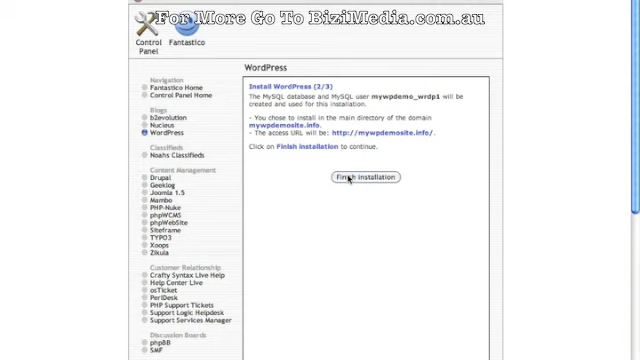 For More Go To BiziMedia.com.au
Control Panel
Fantastico
WordPress
Navigation
Fantastico Home
Control Panel Home
Blogs
b2evolution
Nucleus
WordPress
Classifieds
Noahs Classifieds
Content Management
Drupal
Geeklog
Joomla 1.5
Mambo
PHP-Nuke
phpWCMS
phpWebSite
Siteframe
TYPO3
Xoops
Zikula
Customer Relationship
Crafty Syntax Live Help
Help Center Live
osTicket
PerlDesk
PHP Support Tickets
Support Logic Helpdesk
Support Services Manager
Discussion Boards
phpBB
SMF
Install WordPress (2/3)
The MySQL database and MySQL user mywpdemo_wrdp1 will be
created and used for this installation.
- You chose to install in the main directory of the domain
mywpdemosite.info.
- The access URL will be: http://mywpdemosite.info/.
Click on Finish installation to continue.
Finish installation